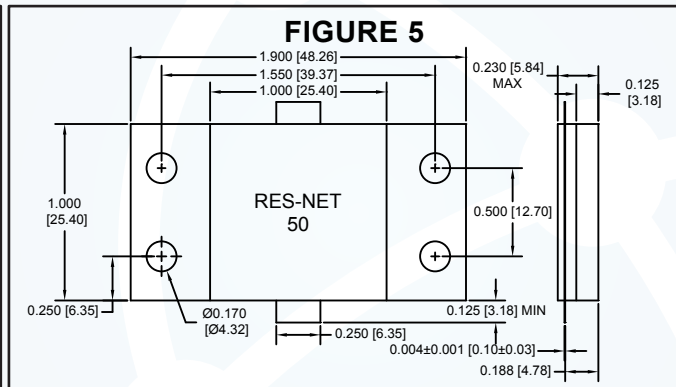 FIGURE 5
1.900 [48.26]
1.550 [39.37]
1.000 [25.40]
0.230 [5.84]
MAX
0.125
[3.18]
1.000
[25.40]
RES-NET
50
0.500 [12.70]
0.250 [6.35]
Ø0.170
[Ø4.32]
0.250 [6.35]
0.125 [3.18] MIN
0.004±0.001 [0.10±0.03]
0.188 [4.78]